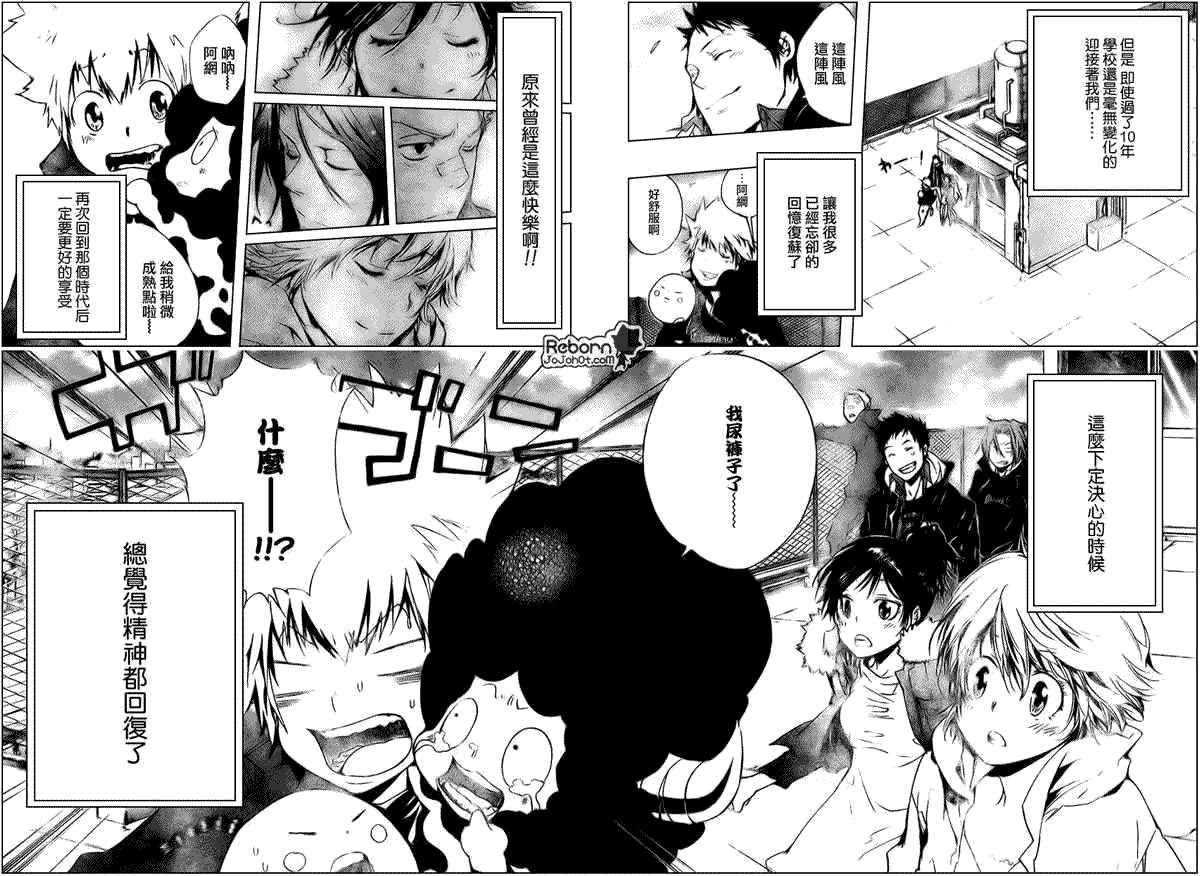 但是 即使過了10年
學校還是毫無變化的
迎接著我們……
カー！
這陣風
這陣風
讓我很多
已經忘卻的
回憶復蘇了
…阿綱
好舒服啊
原來曾經是這麼快樂啊!!
吶吶~
阿綱
給我稍微
成熟點啦~
再次回到那個時代后
一定要更好的享受
Reborn
JoJoHOt.com
這麼下定決心的時候
我尿褲子了~~~
什麼——!!?
總覺得精神都回復了